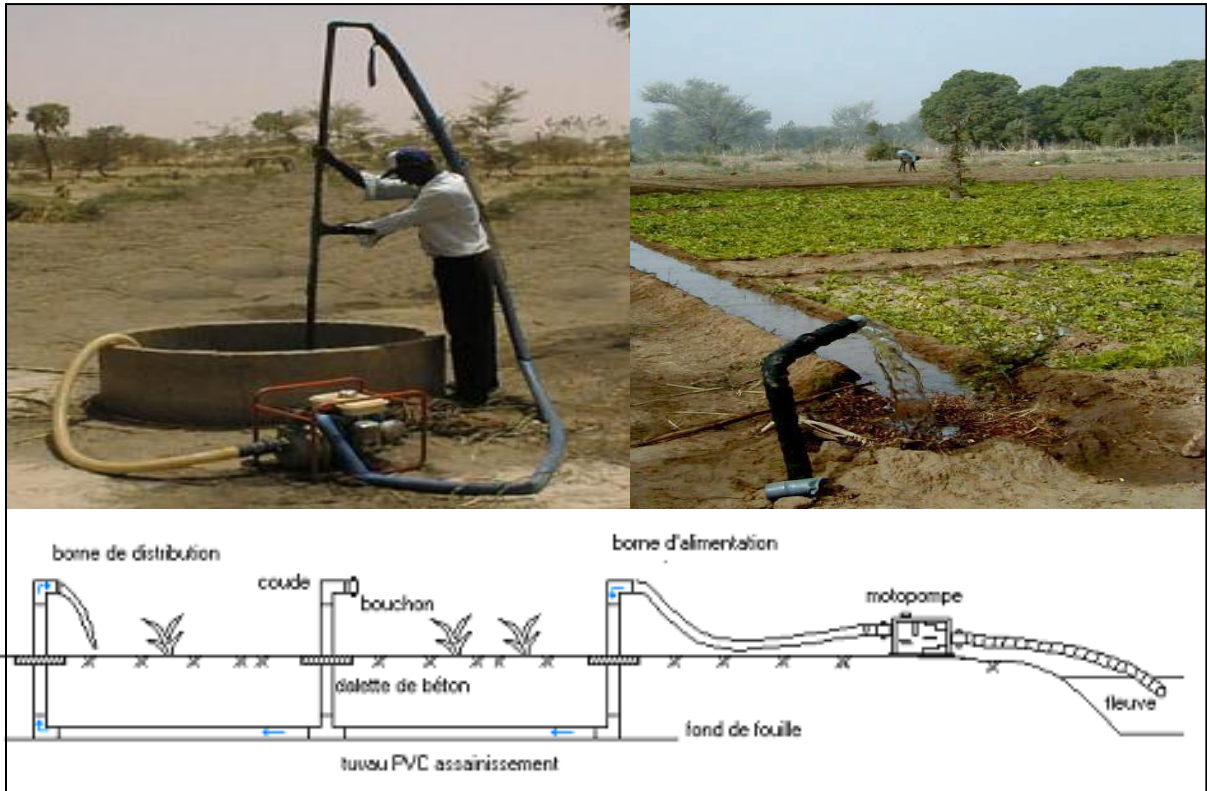 borne de distribution
borne d'alimentation
coude
bouchon
motopompe
dalette de béton
fleuve
fond de fouille
tuyau PVC assainissement